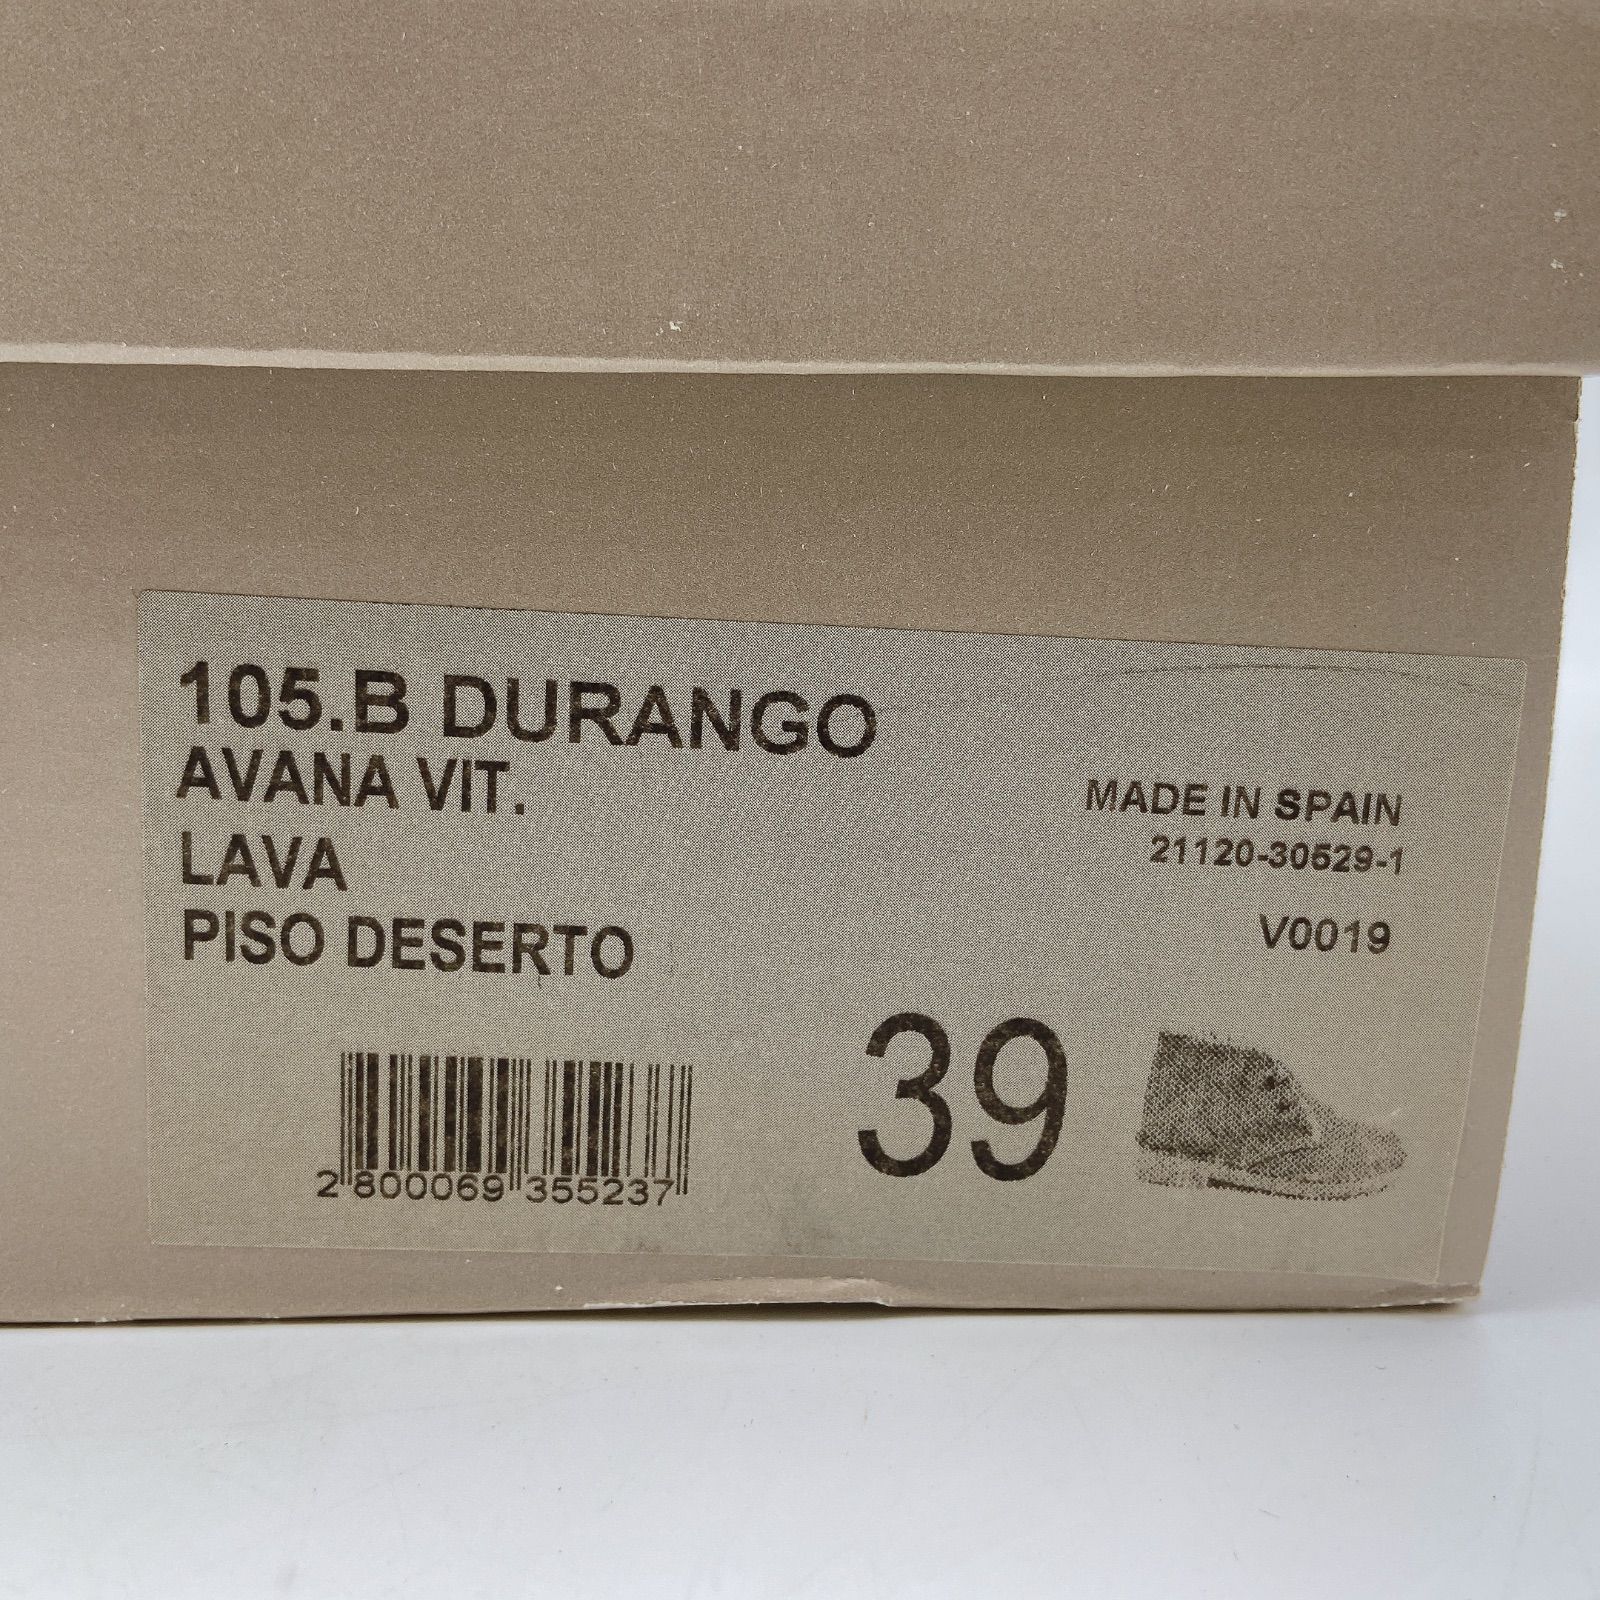 105.B DURANGO
AVANA VIT.
LAVA
PISO DESERTO
MADE IN SPAIN
21120-30529-1
V0019
39
2 800069 355237